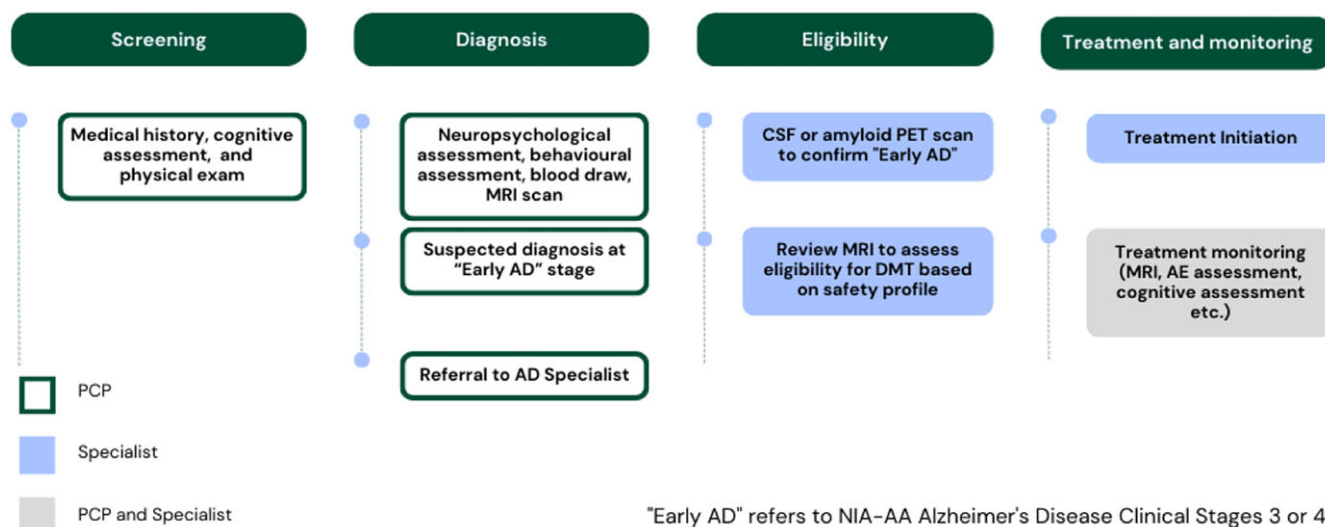 Screening
Diagnosis
Eligibility
Treatment and monitoring
Medical history, cognitive
assessment, and
physical exam
Neuropsychological
assessment, behavioural
assessment, blood draw,
MRI scan
Suspected diagnosis at
“Early AD” stage
Referral to AD Specialist
CSF or amyloid PET scan
to confirm "Early AD"
Review MRI to assess
eligibility for DMT based
on safety profile
Treatment Initiation
Treatment monitoring
(MRI, AE assessment,
cognitive assessment
etc.)
PCP
Specialist
PCP and Specialist
"Early AD" refers to NIA-AA Alzheimer's Disease Clinical Stages 3 or 4